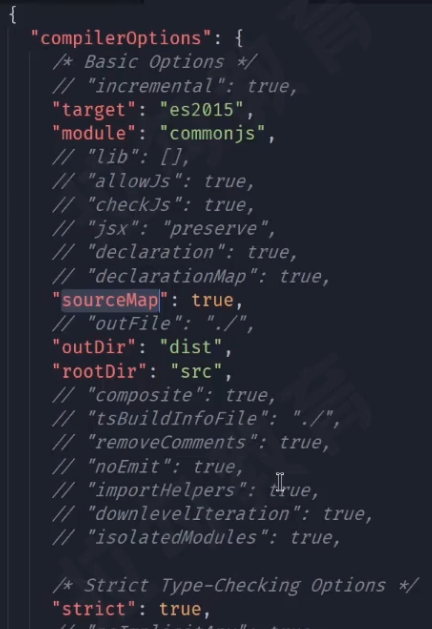 {
"compilerOptions": {
/* Basic Options */
// "incremental": true,
"target": "es2015",
"module": "commonjs",
// "lib": [],
// "allowJs": true,
// "checkJs": true,
// "jsx": "preserve",
// "declaration": true,
// "declarationMap": true,
"sourceMap": true,
// "outFile": "./",
"outDir": "dist",
"rootDir": "src",
// "composite": true,
// "tsBuildInfoFile": "./",
// "removeComments": true,
// "noEmit": true,
// "importHelpers": true,
// "downlevelIteration": true,
// "isolatedModules": true,
/* Strict Type-Checking Options */
"strict": true,